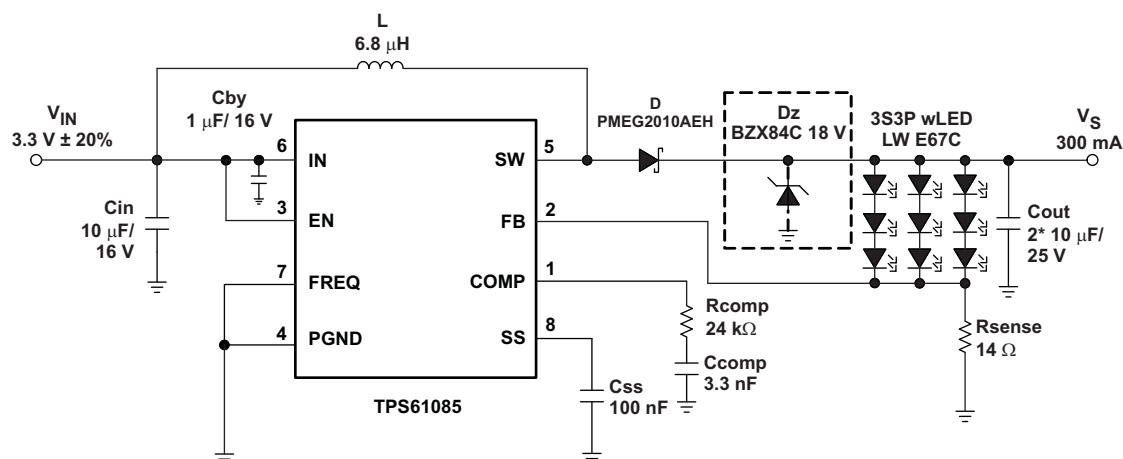 L
6.8 μH
V_IN
3.3 V ± 20%
Cby
1 μF/ 16 V
Cin
10 μF/
16 V
6
IN
3
EN
7
FREQ
4
PGND
SW
5
FB
2
COMP
1
SS
8
TPS61085
D
PMEG2010AEH
Dz
BZX84C 18 V
3S3P wLED
LW E67C
V_S
300 mA
Cout
2* 10 μF/
25 V
Rcomp
24 kΩ
Ccomp
3.3 nF
Css
100 nF
Rsense
14 Ω